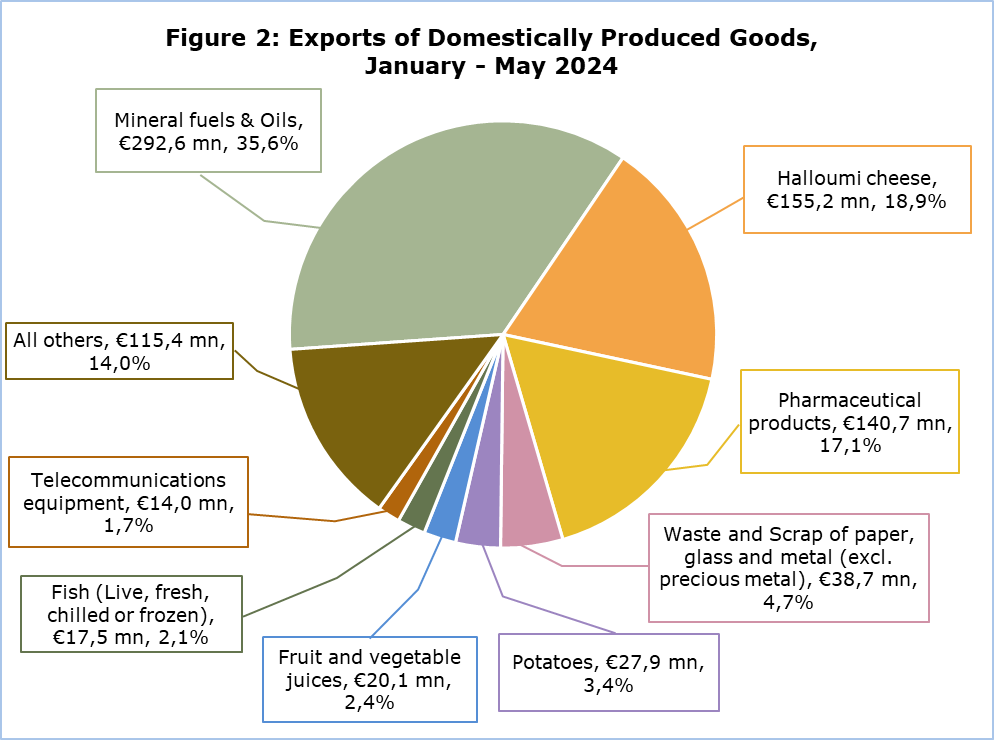 Figure 2: Exports of Domestically Produced Goods,
January - May 2024
Mineral fuels & Oils,
€292,6 mn, 35,6%
Halloumi cheese,
€155,2 mn, 18,9%
Pharmaceutical
products, €140,7 mn,
17,1%
Waste and Scrap of paper,
glass and metal (excl.
precious metal), €38,7 mn,
4,7%
Potatoes, €27,9 mn,
3,4%
Fruit and vegetable
juices, €20,1 mn,
2,4%
Fish (Live, fresh,
chilled or frozen),
€17,5 mn, 2,1%
Telecommunications
equipment, €14,0 mn,
1,7%
All others, €115,4 mn,
14,0%